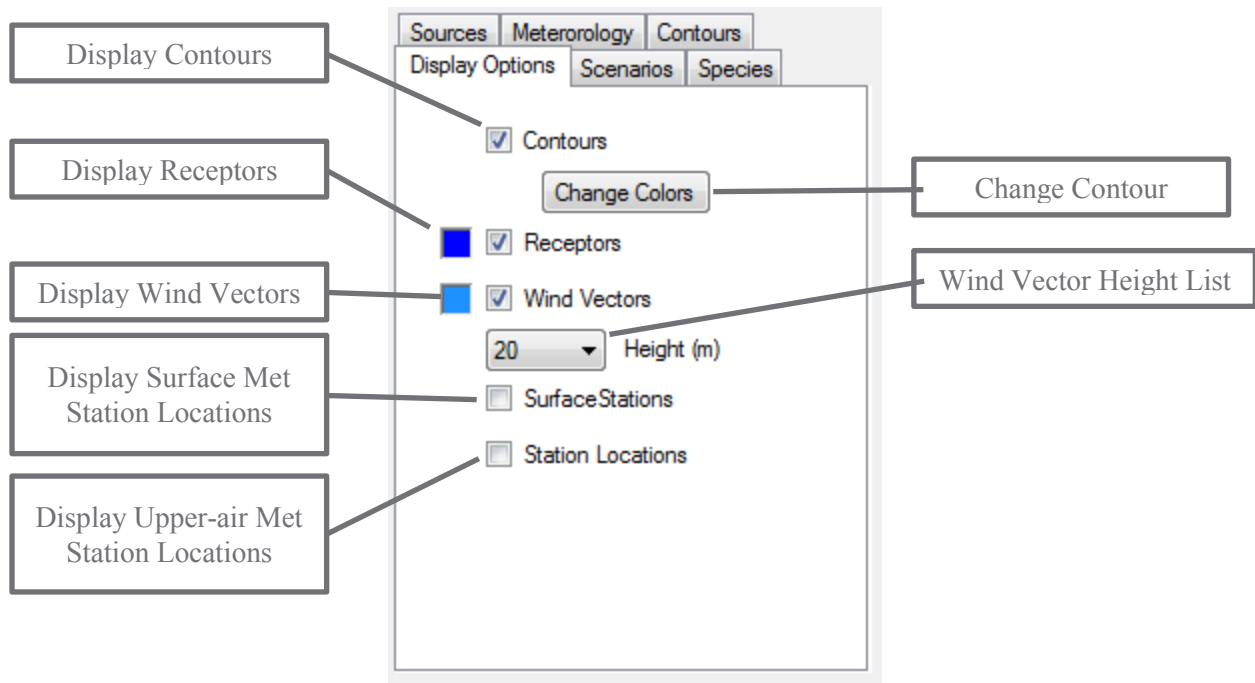 Sources Meterorology Contours
Display Options Scenarios Species
Display Contours
Contours
Display Receptors
Change Colors
Change Contour
Receptors
Display Wind Vectors
Wind Vectors
Wind Vector Height List
20 Height (m)
Display Surface Met
Station Locations
SurfaceStations
Station Locations
Display Upper-air Met
Station Locations